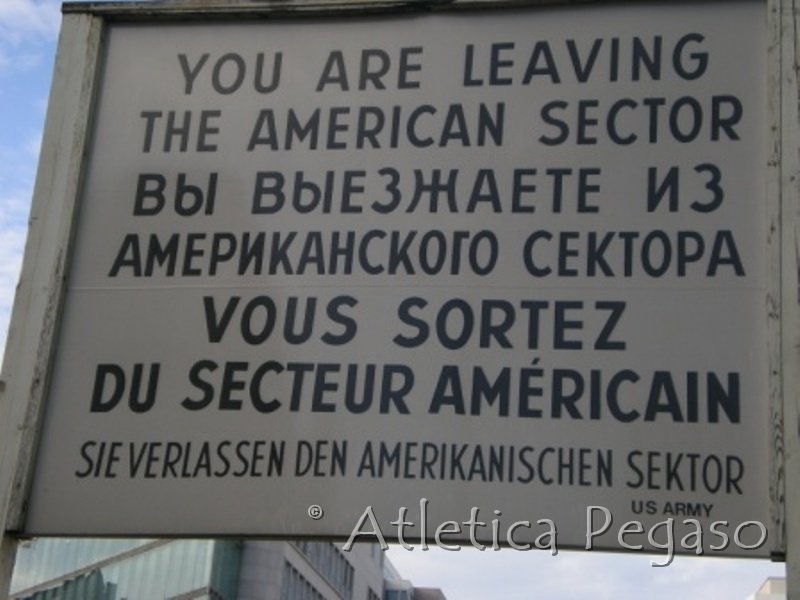 YOU ARE LEAVING
THE AMERICAN SECTOR
ВЫ ВЫЕЗЖАЕТЕ ИЗ
АМЕРИКАНСКОГО СЕКТОРА
VOUS SORTEZ
DU SECTEUR AMÉRICAIN
SIE VERLASSEN DEN AMERIKANISCHEN SEKTOR
US ARMY
© Atletica Pegaso